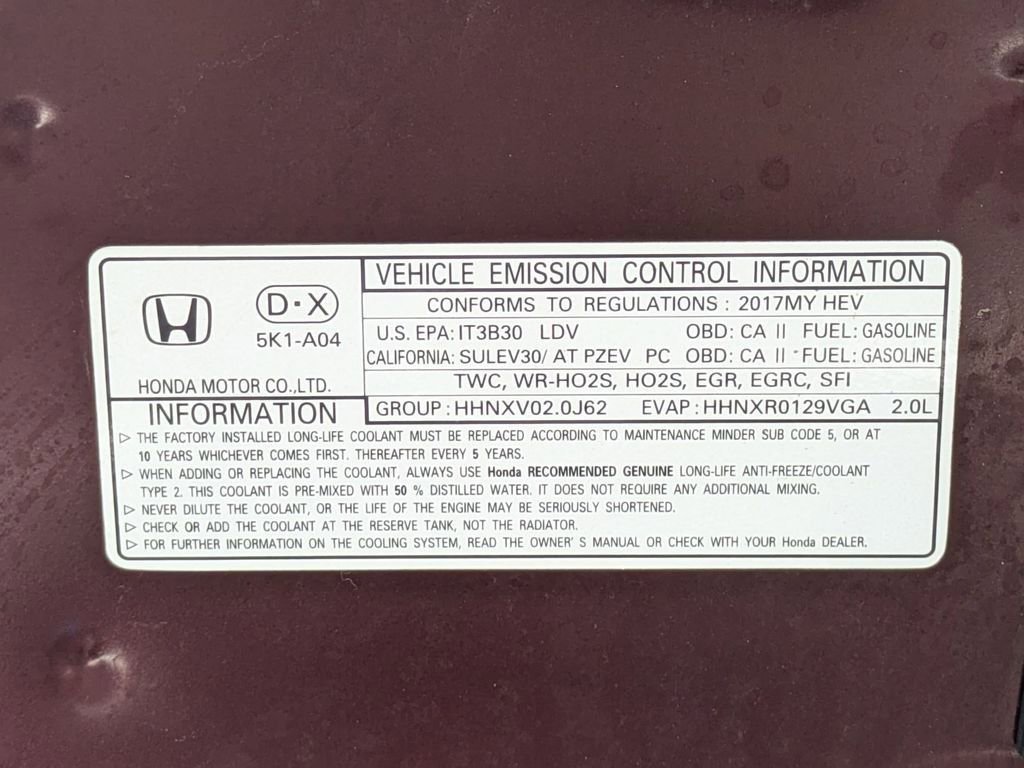 D·X
5K1-A04
HONDA MOTOR CO.,LTD.
VEHICLE EMISSION CONTROL INFORMATION
CONFORMS TO REGULATIONS : 2017MY HEV
U.S. EPA: IT3B30 LDV OBD: CA II FUEL: GASOLINE
CALIFORNIA: SULEV30/ AT PZEV PC OBD: CA II FUEL: GASOLINE
TWC, WR-HO2S, HO2S, EGR, EGRC, SFI
GROUP : HHNXV02.0J62 EVAP : HHNXR0129VGA 2.0L
INFORMATION
▷ THE FACTORY INSTALLED LONG-LIFE COOLANT MUST BE REPLACED ACCORDING TO MAINTENANCE MINDER SUB CODE 5, OR AT
10 YEARS WHICHEVER COMES FIRST. THEREAFTER EVERY 5 YEARS.
▷ WHEN ADDING OR REPLACING THE COOLANT, ALWAYS USE Honda RECOMMENDED GENUINE LONG-LIFE ANTI-FREEZE/COOLANT
TYPE 2. THIS COOLANT IS PRE-MIXED WITH 50 % DISTILLED WATER. IT DOES NOT REQUIRE ANY ADDITIONAL MIXING.
▷ NEVER DILUTE THE COOLANT, OR THE LIFE OF THE ENGINE MAY BE SERIOUSLY SHORTENED.
▷ CHECK OR ADD THE COOLANT AT THE RESERVE TANK, NOT THE RADIATOR.
▷ FOR FURTHER INFORMATION ON THE COOLING SYSTEM, READ THE OWNER' S MANUAL OR CHECK WITH YOUR Honda DEALER.